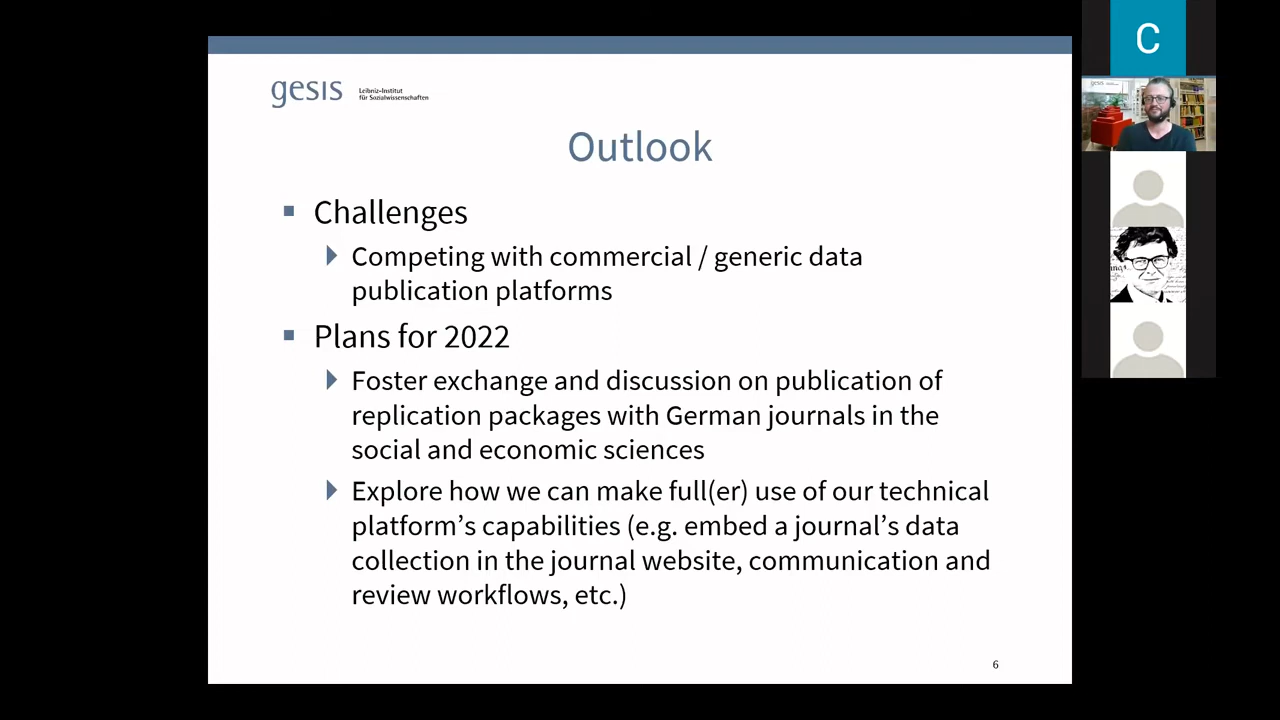 gesis
Leibniz-Institut
für Sozialwissenschaften
Outlook
Challenges
Competing with commercial / generic data
publication platforms
Plans for 2022
Foster exchange and discussion on publication of
replication packages with German journals in the
social and economic sciences
Explore how we can make full(er) use of our technical
platform’s capabilities (e.g. embed a journal’s data
collection in the journal website, communication and
review workflows, etc.)
6
C
gesis